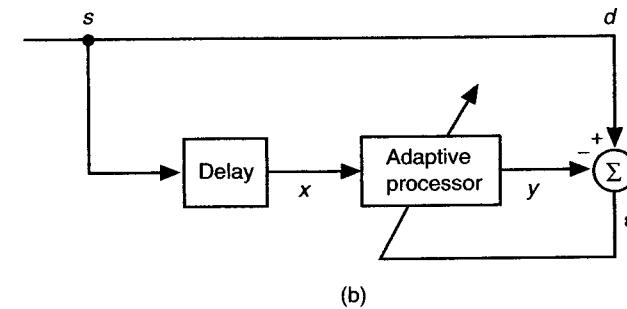 s
d
Delay
x
Adaptive
processor
y
−
+
Σ
(b)